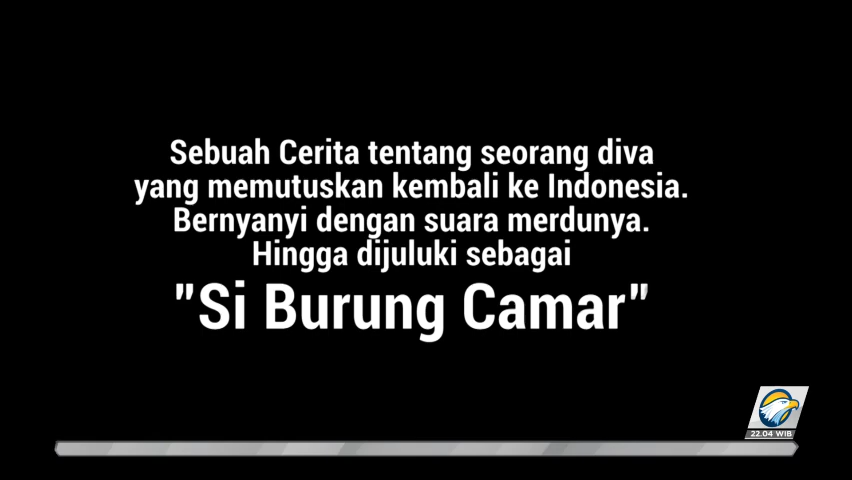 Sebuah Cerita tentang seorang diva
yang memutuskan kembali ke Indonesia.
Bernyanyi dengan suara merdunya.
Hingga dijuluki sebagai
"Si Burung Camar"
22.04 WIB